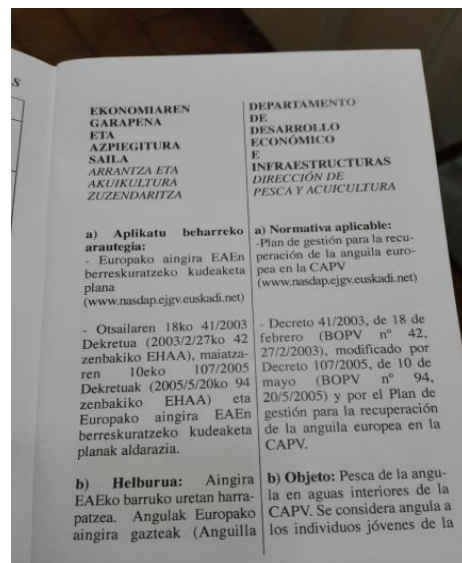 S
EKONOMIAREN
GARAPENA
ETA
AZPIEGITURA
SAILA
ARRANTZA ETA
AKUIKULTURA
ZUZENDARITZA
a) Aplikatu beharreko
arautegia:
- Europako aingira EAEn
berreskuratzeko kudeaketa
plana
(www.nasdap.ejgv.euskadi.net)
- Otsailaren 18ko 41/2003
Dekretua (2003/2/27ko 42
zenbakiko EHAA), maiatza-
ren 10eko 107/2005
Dekretuak (2005/5/20ko 94
zenbakiko EHAA) eta
Europako aingira EAEn
berreskuratzeko kudeaketa
planak aldarazia.
b) Helburua: Aingira
EAEko barruko uretan harra-
patzea. Angulak Europako
aingira gazteak (Anguilla
DEPARTAMENTO
DE
DESARROLLO
ECONÓMICO
E
INFRAESTRUCTURAS
DIRECCIÓN DE
PESCA Y ACUICULTURA
a) Normativa aplicable:
-Plan de gestión para la recu-
peración de la anguila euro-
pea en la CAPV
(www.nasdap.ejgv.euskadi.net)
- Decreto 41/2003, de 18 de
febrero (BOPV nº 42,
27/2/2003), modificado por
Decreto 107/2005, de 10 de
mayo (BOPV nº 94,
20/5/2005) y por el Plan de
gestión para la recuperación
de la anguila europea en la
CAPV.
b) Objeto: Pesca de la angu-
la en aguas interiores de la
CAPV. Se considera angula a
los individuos jóvenes de la